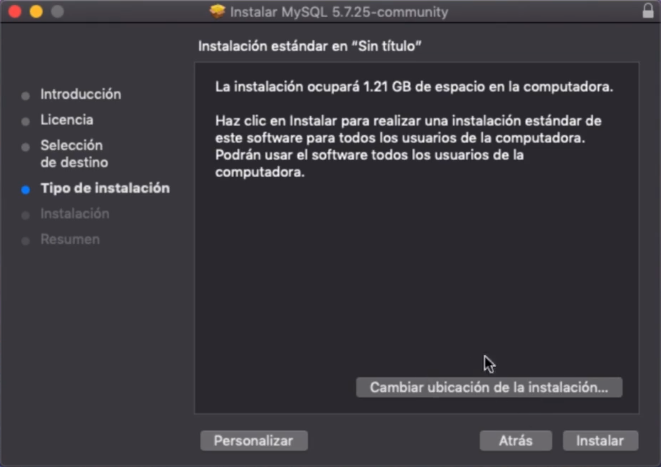 Instalar MySQL 5.7.25-community
Instalación estándar en “Sin título”
Introducción
Licencia
Selección
de destino
Tipo de instalación
Instalación
Resumen
La instalación ocupará 1.21 GB de espacio en la computadora.
Haz clic en Instalar para realizar una instalación estándar de
este software para todos los usuarios de la computadora.
Podrán usar el software todos los usuarios de la
computadora.
Cambiar ubicación de la instalación...
Personalizar
Atrás
Instalar